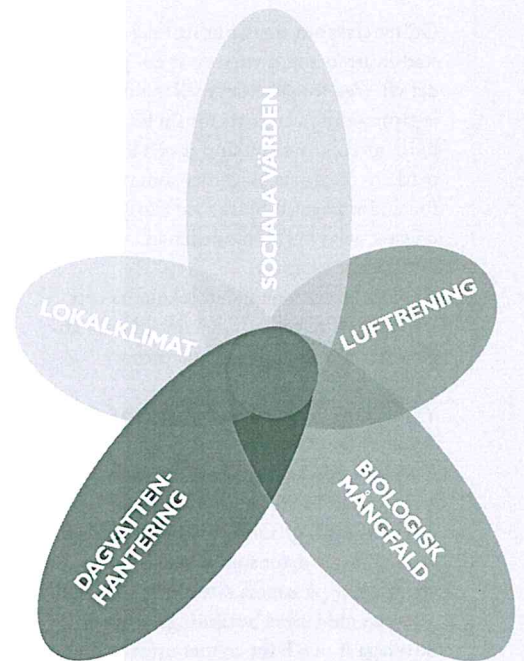 SOCIALA VÄRDEN
LOKALKLIMAT
LUFTRENING
DAGVATTEN-
HANTERING
BIOLOGISK
MÅNGFALD